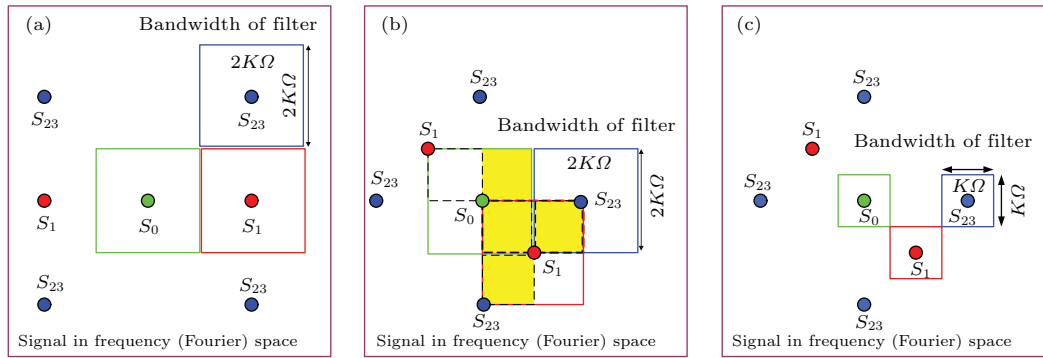 (a)
Bandwidth of filter
2KΩ
2KΩ
S₂₃
S₂₃
S₁
S₀
S₁
S₂₃
S₂₃
Signal in frequency (Fourier) space
(b)
S₂₃
S₁
Bandwidth of filter
2KΩ
2KΩ
S₂₃
S₀
S₂₃
S₁
S₂₃
Signal in frequency (Fourier) space
(c)
S₂₃
S₁
Bandwidth of filter
KΩ
KΩ
S₂₃
S₀
S₂₃
S₁
S₂₃
Signal in frequency (Fourier) space